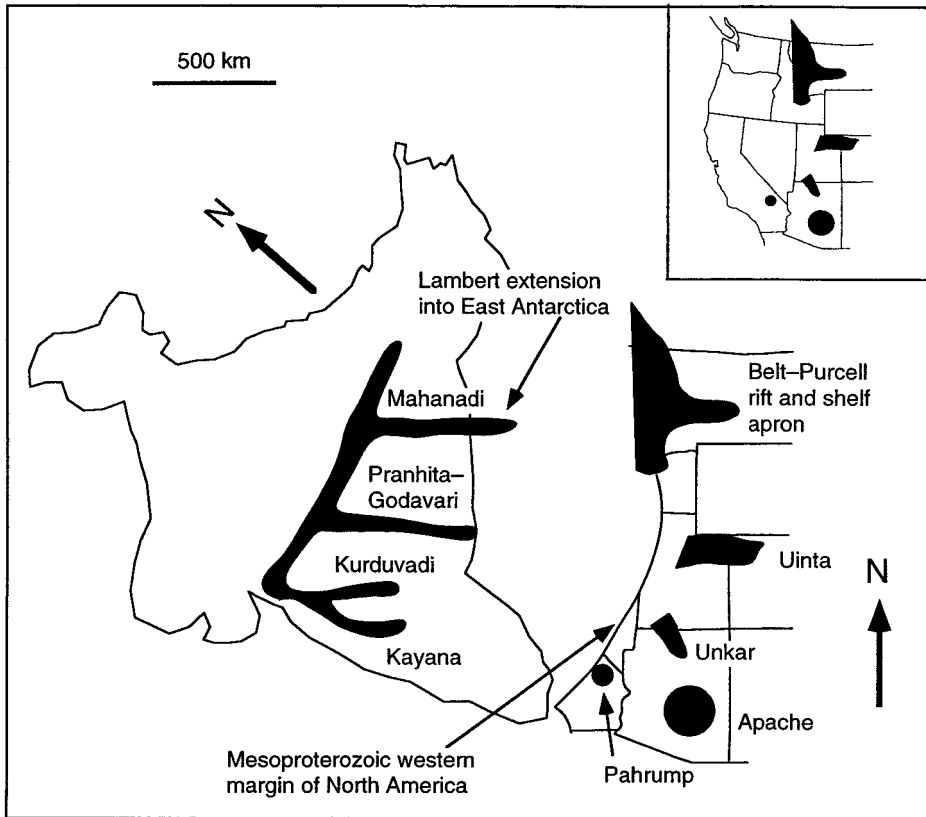 500 km
N
Lambert extension
into East Antarctica
Mahanadi
Belt–Purcell
rift and shelf
apron
Pranhita–
Godavari
Kurduvadi
Uinta
N
Kayana
Unkar
Apache
Mesoproterozoic western
margin of North America
Pahrump